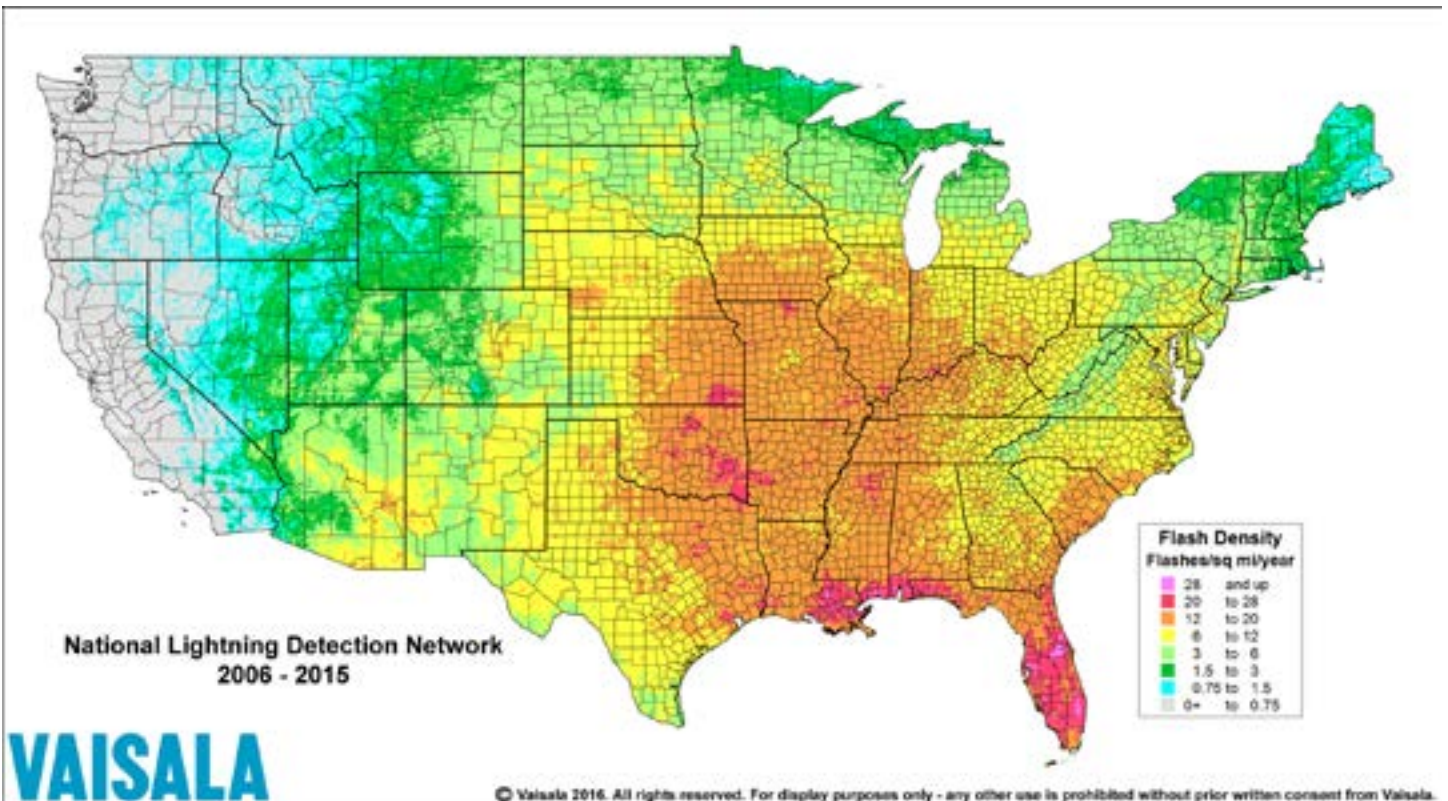 National Lightning Detection Network
2006 - 2015
Flash Density
Flashes/sq mi/year
28 and up
20 to 28
12 to 20
6 to 12
3 to 6
1.5 to 3
0.75 to 1.5
0+ to 0.75
VAISALA
© Vaisala 2016. All rights reserved. For display purposes only - any other use is prohibited without prior written consent from Vaisala.